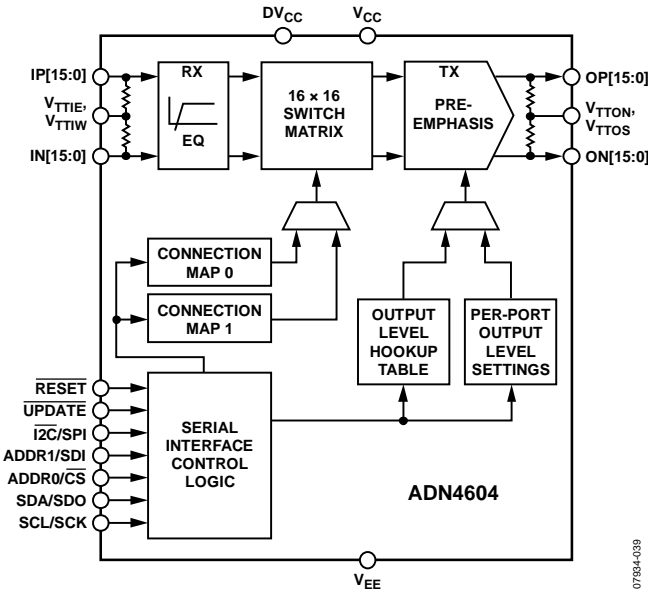 DVCC
VCC
IP[15:0]
VTTIE,
VTTIW
IN[15:0]
RX
EQ
16 × 16
SWITCH
MATRIX
TX
PRE-
EMPHASIS
OP[15:0]
VTTON,
VTTOS
ON[15:0]
CONNECTION
MAP 0
CONNECTION
MAP 1
OUTPUT
LEVEL
HOOKUP
TABLE
PER-PORT
OUTPUT
LEVEL
SETTINGS
RESET
UPDATE
I2C/SPI
ADDR1/SDI
ADDR0/CS
SDA/SDO
SCL/SCK
SERIAL
INTERFACE
CONTROL
LOGIC
ADN4604
VEE
07934-039